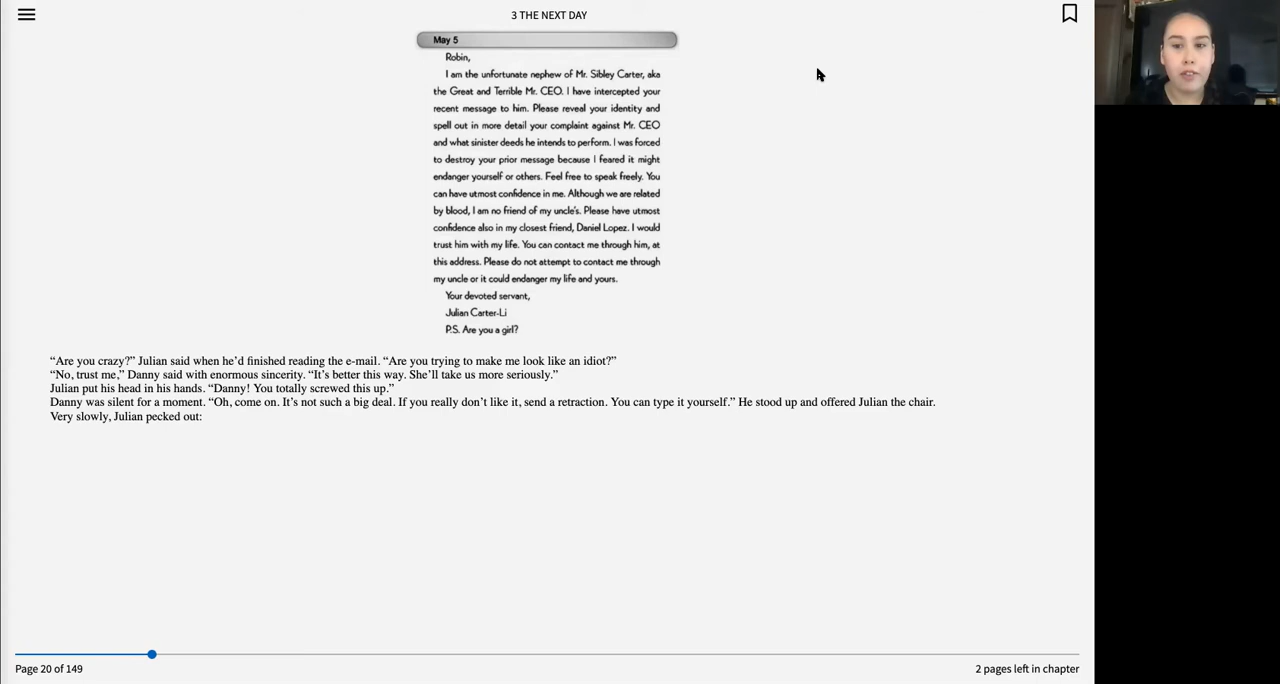 3 THE NEXT DAY
May 5
Robin,
I am the unfortunate nephew of Mr. Sibley Carter, aka
the Great and Terrible Mr. CEO. I have intercepted your
recent message to him. Please reveal your identity and
spell out in more detail your complaint against Mr. CEO
and what sinister deeds he intends to perform. I was forced
to destroy your prior message because I feared it might
endanger yourself or others. Feel free to speak freely. You
can have utmost confidence in me. Although we are related
by blood, I am no friend of my uncle's. Please have utmost
confidence also in my closest friend, Daniel Lopez. I would
trust him with my life. You can contact me through him, at
this address. Please do not attempt to contact me through
my uncle or it could endanger my life and yours.
Your devoted servant,
Julian Carter-Li
P.S. Are you a girl?
“Are you crazy?” Julian said when he’d finished reading the e-mail. “Are you trying to make me look like an idiot?”
“No, trust me,” Danny said with enormous sincerity. “It’s better this way. She’ll take us more seriously.”
Julian put his head in his hands. “Danny! You totally screwed this up.”
Danny was silent for a moment. “Oh, come on. It’s not such a big deal. If you really don’t like it, send a retraction. You can type it yourself.” He stood up and offered Julian the chair.
Very slowly, Julian pecked out:
Page 20 of 149
2 pages left in chapter